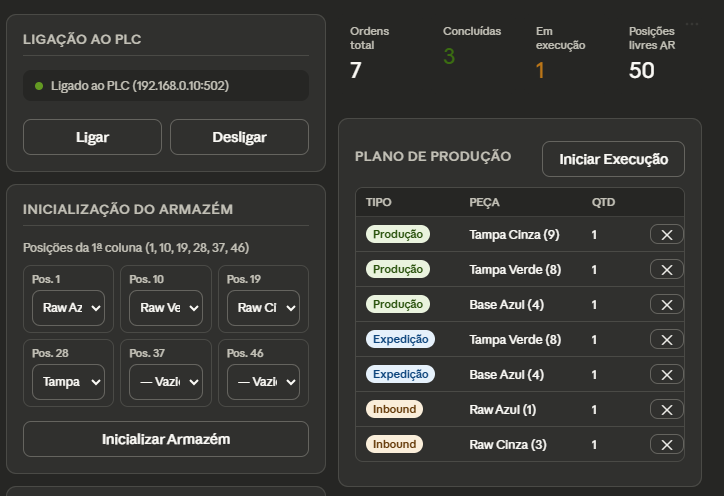 LIGAÇÃO AO PLC
Ligado ao PLC (192.168.0.10:502)
Ligar
Desligar
INICIALIZAÇÃO DO ARMAZÉM
Posições da 1ª coluna (1, 10, 19, 28, 37, 46)
Pos. 1
Pos. 10
Pos. 19
Raw Az
Raw Ve
Raw Ci
Pos. 28
Pos. 37
Pos. 46
Tampa
— Vazi
— Vazi
Inicializar Armazém
Ordens total
7
Concluídas
3
Em execução
1
Posições livres AR
50
PLANO DE PRODUÇÃO
Iniciar Execução
TIPO PEÇA QTD
Produção Tampa Cinza (9) 1
Produção Tampa Verde (8) 1
Produção Base Azul (4) 1
Expedição Tampa Verde (8) 1
Expedição Base Azul (4) 1
Inbound Raw Azul (1) 1
Inbound Raw Cinza (3) 1